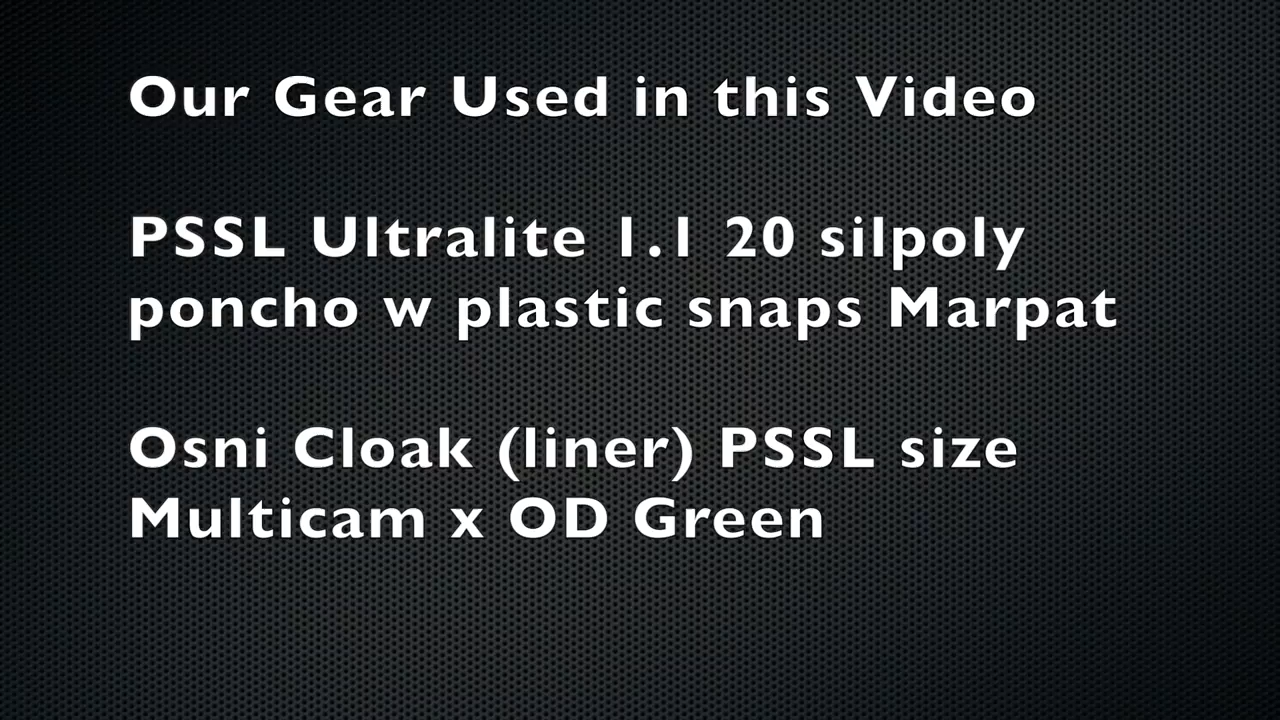 Our Gear Used in this Video
PSSL Ultralite 1.1 20 silpoly
poncho w plastic snaps Marpat
Osni Cloak (liner) PSSL size
Multicam x OD Green